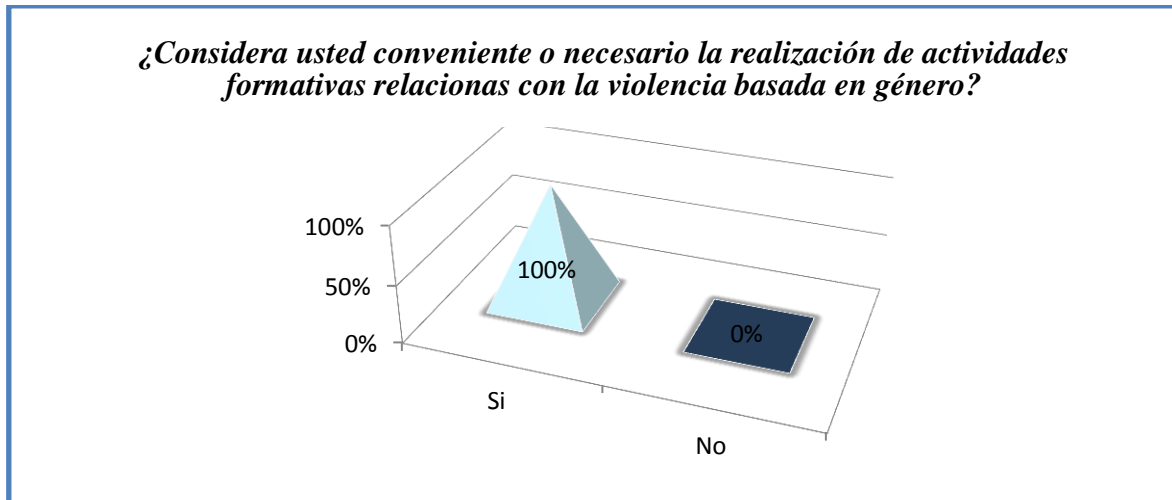 ¿Considera usted conveniente o necesario la realización de actividades
formativas relacionas con la violencia basada en género?
100%
50%
0%
100%
0%
Si
No